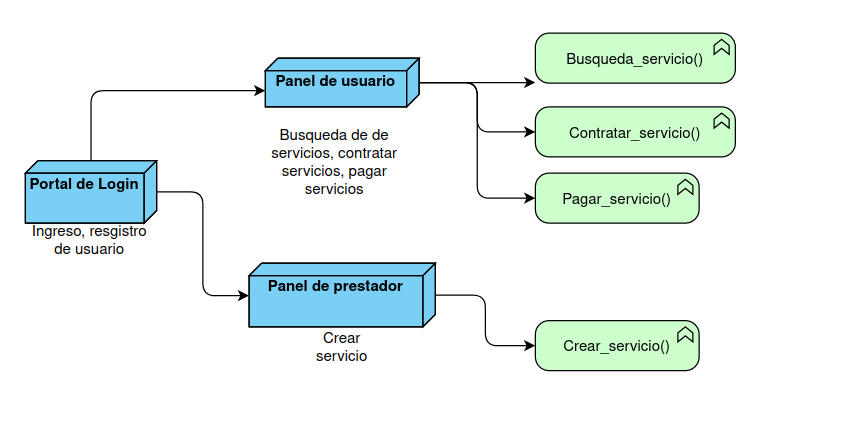 Busqueda_servicio()
Panel de usuario
Contratar_servicio()
Busqueda de de
servicios, contratar
servicios, pagar
servicios
Portal de Login
Pagar_servicio()
Ingreso, resgistro
de usuario
Panel de prestador
Crear
servicio
Crear_servicio()